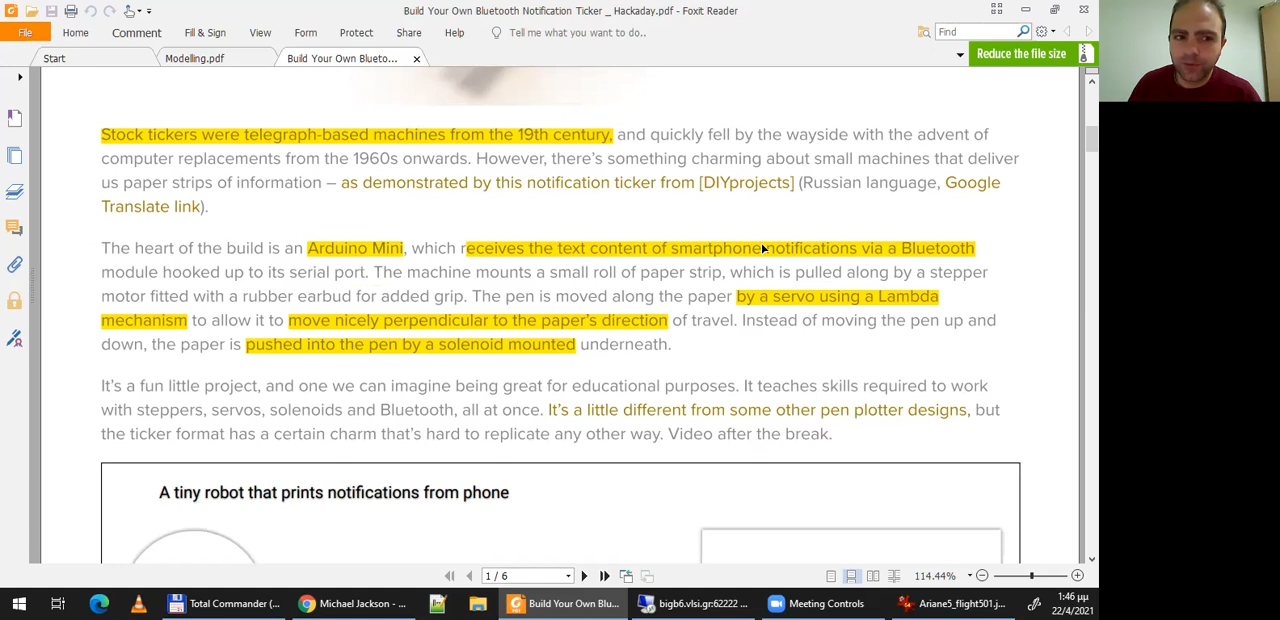 Build Your Own Bluetooth Notification Ticker _ Hackaday.pdf - Foxit Reader
File Home Comment Fill & Sign View Form Protect Share Help Tell me what you want to do.. Find
Start Modelling.pdf Build Your Own Blueto... Reduce the file size
Stock tickers were telegraph-based machines from the 19th century, and quickly fell by the wayside with the advent of
computer replacements from the 1960s onwards. However, there's something charming about small machines that deliver
us paper strips of information – as demonstrated by this notification ticker from [DIYprojects] (Russian language, Google
Translate link).
The heart of the build is an Arduino Mini, which receives the text content of smartphone notifications via a Bluetooth
module hooked up to its serial port. The machine mounts a small roll of paper strip, which is pulled along by a stepper
motor fitted with a rubber earbud for added grip. The pen is moved along the paper by a servo using a Lambda
mechanism to allow it to move nicely perpendicular to the paper's direction of travel. Instead of moving the pen up and
down, the paper is pushed into the pen by a solenoid mounted underneath.
It's a fun little project, and one we can imagine being great for educational purposes. It teaches skills required to work
with steppers, servos, solenoids and Bluetooth, all at once. It's a little different from some other pen plotter designs, but
the ticker format has a certain charm that's hard to replicate any other way. Video after the break.
A tiny robot that prints notifications from phone
1 / 6 114.44%
Total Commander (... Michael Jackson - ... Build Your Own Blu... bigb6.vlsi.gr:62222 ... Meeting Controls Ariane5_flight501.j... 1:46 μμ
22/4/2021